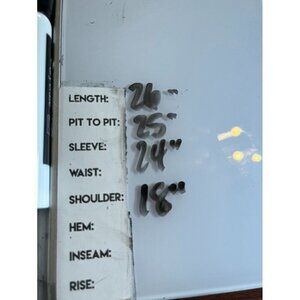 LENGTH: 26"
PIT TO PIT: 25"
SLEEVE: 24"
WAIST:
SHOULDER: 18"
HEM:
INSEAM:
RISE: